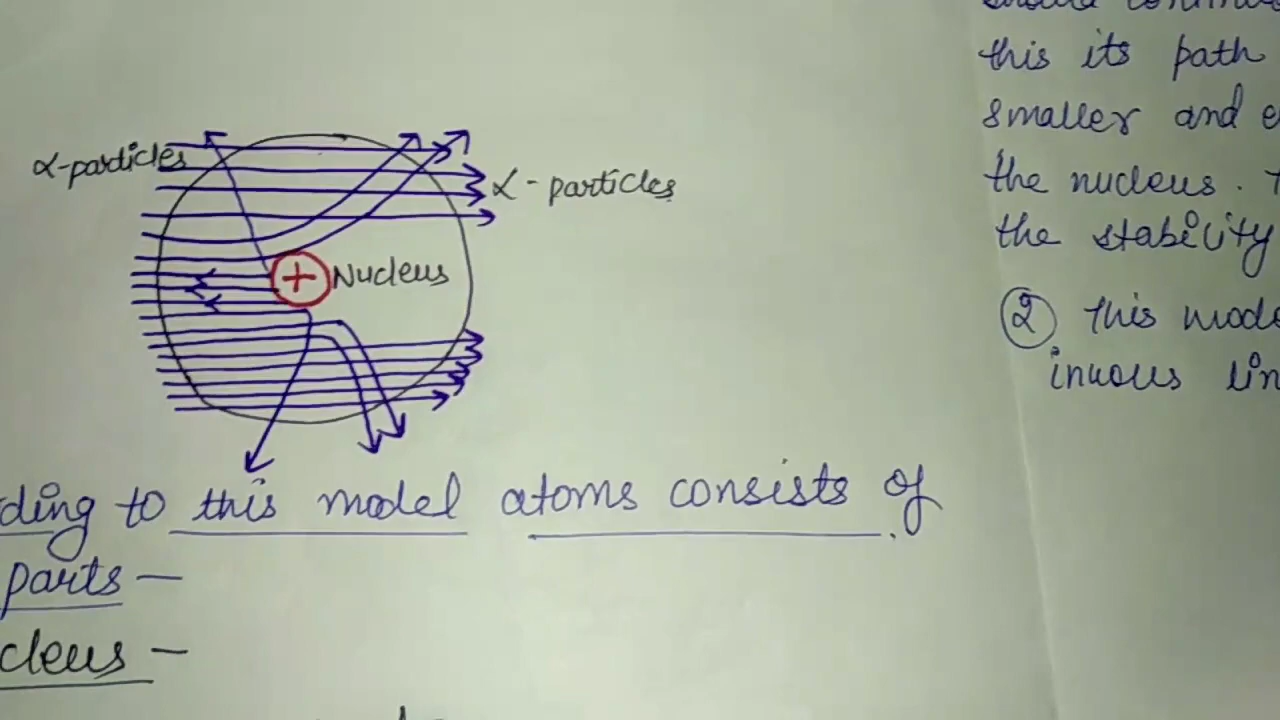 α-particles
α - particles
+
Nucleus
ding to this model atoms consists of
parts —
cleus —
this its path
smaller and e
the nucleus.
the stability
② this mode
inuous lin